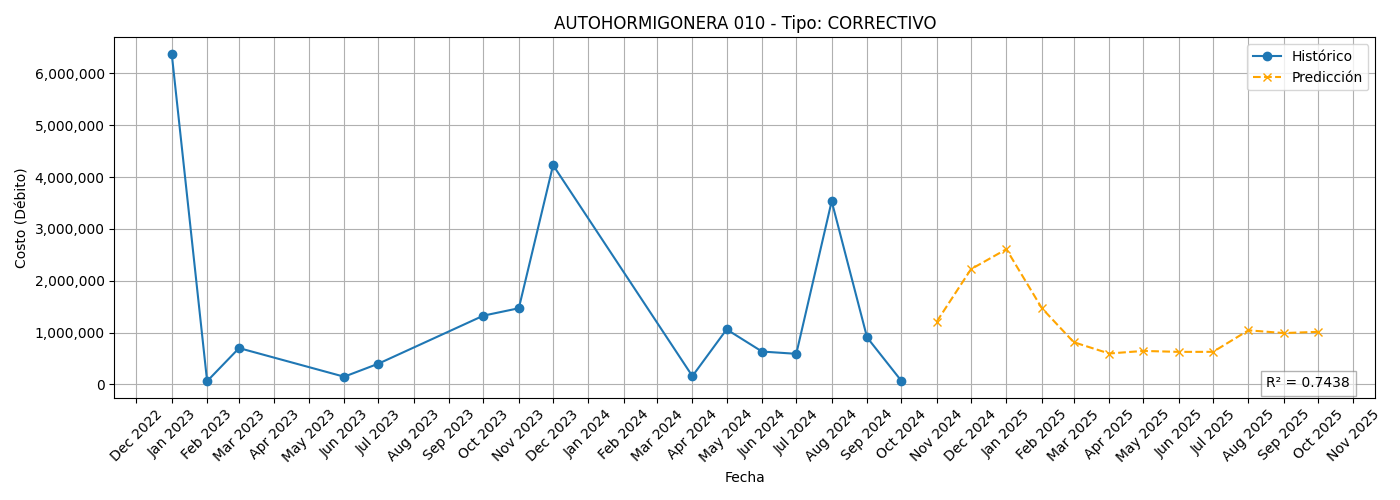 AUTOHORMIGONERA 010 - Tipo: CORRECTIVO
Histórico
Predicción
Costo (Débito)
6,000,000
5,000,000
4,000,000
3,000,000
2,000,000
1,000,000
0
R² = 0.7438
Dec 2022
Jan 2023
Feb 2023
Mar 2023
Apr 2023
May 2023
Jun 2023
Jul 2023
Aug 2023
Sep 2023
Oct 2023
Nov 2023
Dec 2023
Jan 2024
Feb 2024
Mar 2024
Apr 2024
May 2024
Jun 2024
Jul 2024
Aug 2024
Sep 2024
Oct 2024
Nov 2024
Dec 2024
Jan 2025
Feb 2025
Mar 2025
Apr 2025
May 2025
Jun 2025
Jul 2025
Aug 2025
Sep 2025
Oct 2025
Nov 2025
Fecha